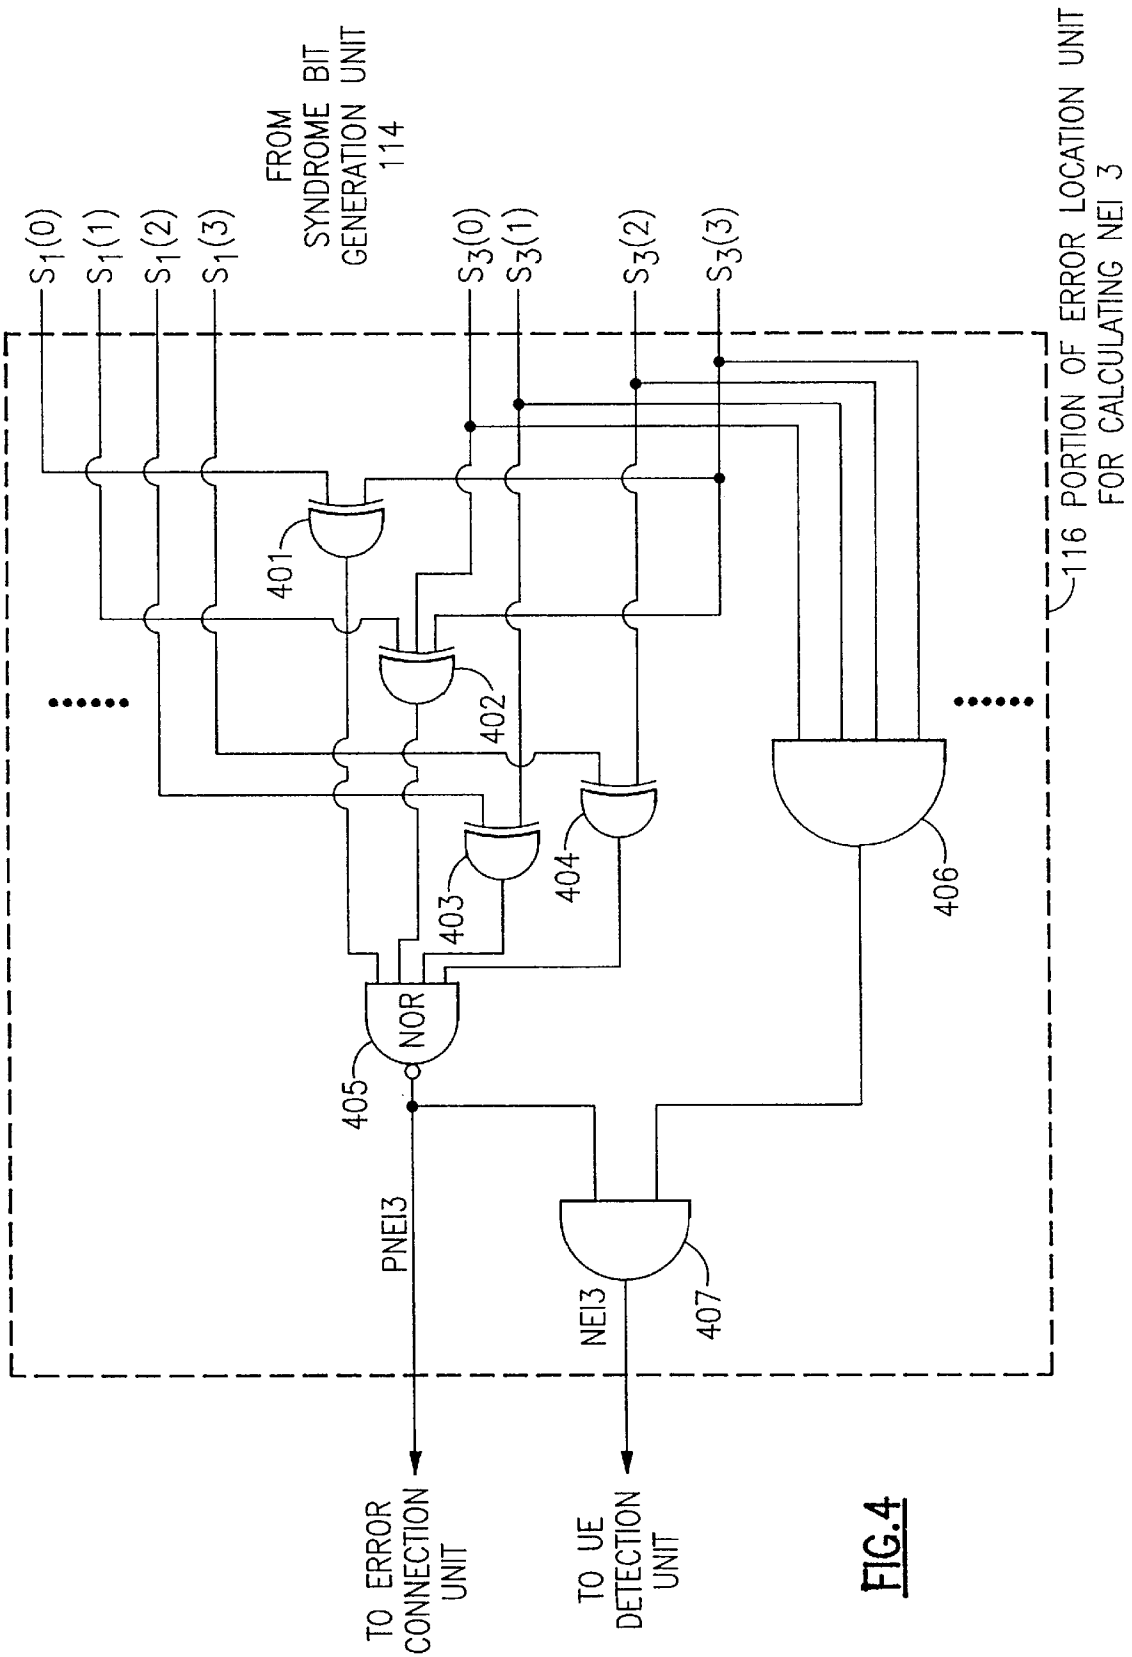 S1(0)
S1(1)
S1(2)
S1(3)
FROM
SYNDROME BIT
GENERATION UNIT
114
S3(0)
S3(1)
S3(2)
S3(3)
401
402
403
404
405
NOR
406
407
PNEI3
NEI3
TO ERROR
CONNECTION
UNIT
TO UE
DETECTION
UNIT
116 PORTION OF ERROR LOCATION UNIT
FOR CALCULATING NEI 3
FIG.4